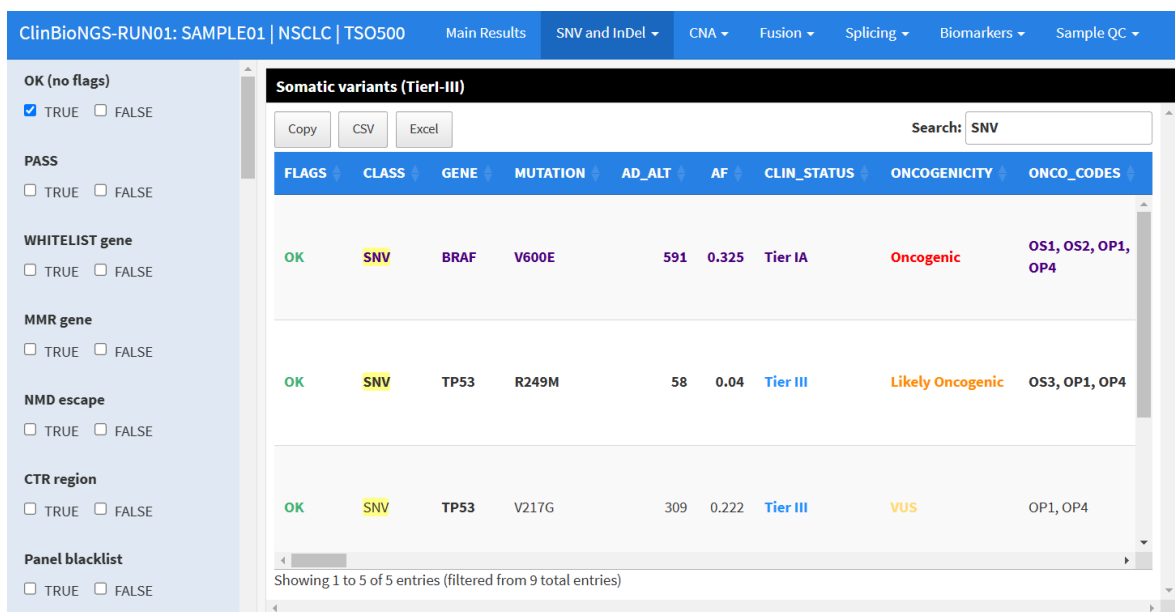 ClinBioNGS-RUN01: SAMPLE01 | NSCLC | TSO500 Main Results SNV and InDel CNA Fusion Splicing Biomarkers Sample QC
OK (no flags)
TRUE FALSE
PASS
TRUE FALSE
WHITELIST gene
TRUE FALSE
MMR gene
TRUE FALSE
NMD escape
TRUE FALSE
CTR region
TRUE FALSE
Panel blacklist
TRUE FALSE
Somatic variants (TierI-III)
Copy CSV Excel Search: SNV
FLAGS CLASS GENE MUTATION AD_ALT AF CLIN_STATUS ONCOGENICITY ONCO_CODES
OK SNV BRAF V600E 591 0.325 Tier IA Oncogenic OS1, OS2, OP1,
OP4
OK SNV TP53 R249M 58 0.04 Tier III Likely Oncogenic OS3, OP1, OP4
OK SNV TP53 V217G 309 0.222 Tier III VUS OP1, OP4
Showing 1 to 5 of 5 entries (filtered from 9 total entries)